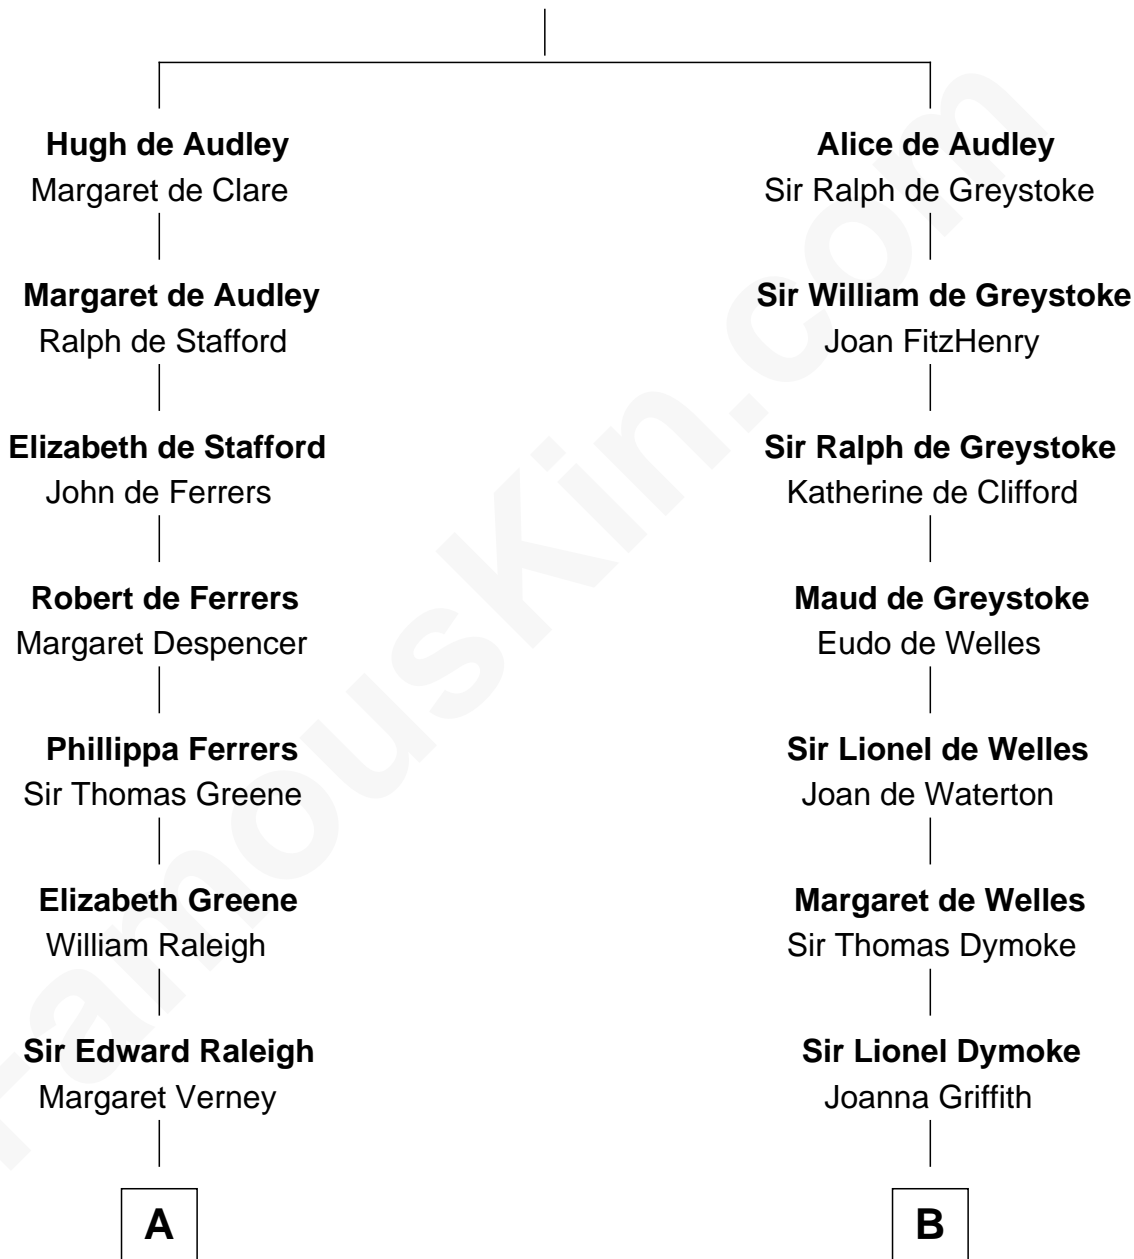 Hugh de Audley
Margaret de Clare
Alice de Audley
Sir Ralph de Greystoke
Margaret de Audley
Ralph de Stafford
Sir William de Greystoke
Joan FitzHenry
Elizabeth de Stafford
John de Ferrers
Sir Ralph de Greystoke
Katherine de Clifford
Robert de Ferrers
Margaret Despencer
Maud de Greystoke
Eudo de Welles
Phillippa Ferrers
Sir Thomas Greene
Sir Lionel de Welles
Joan de Waterton
Elizabeth Greene
William Raleigh
Margaret de Welles
Sir Thomas Dymoke
Sir Edward Raleigh
Margaret Verney
Sir Lionel Dymoke
Joanna Griffith
A
B
FamousKin.com